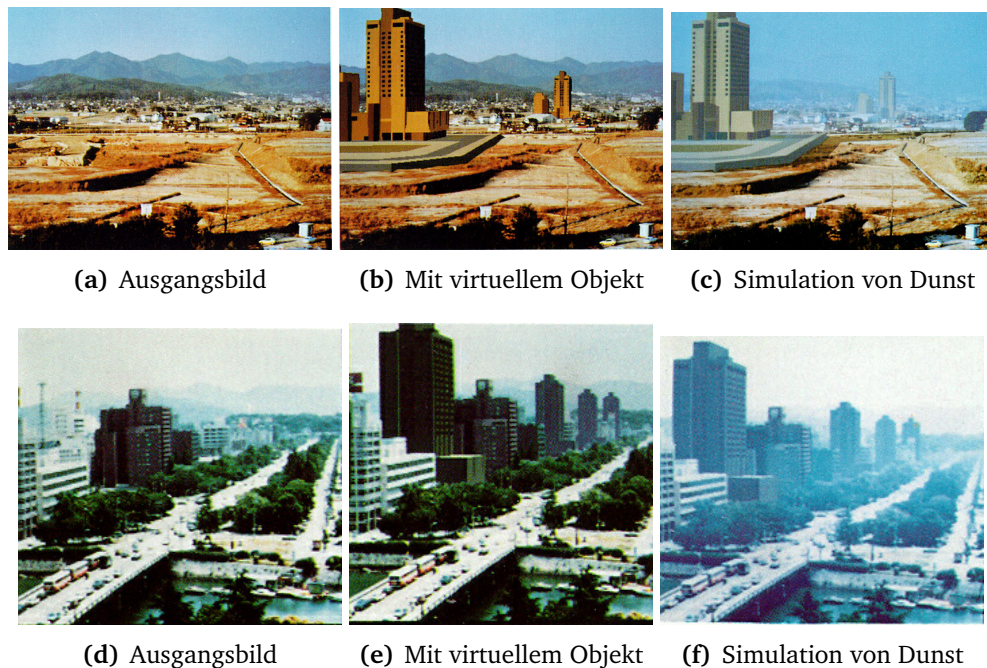 (a) Ausgangsbild
(b) Mit virtuellem Objekt
(c) Simulation von Dunst
(d) Ausgangsbild
(e) Mit virtuellem Objekt
(f) Simulation von Dunst